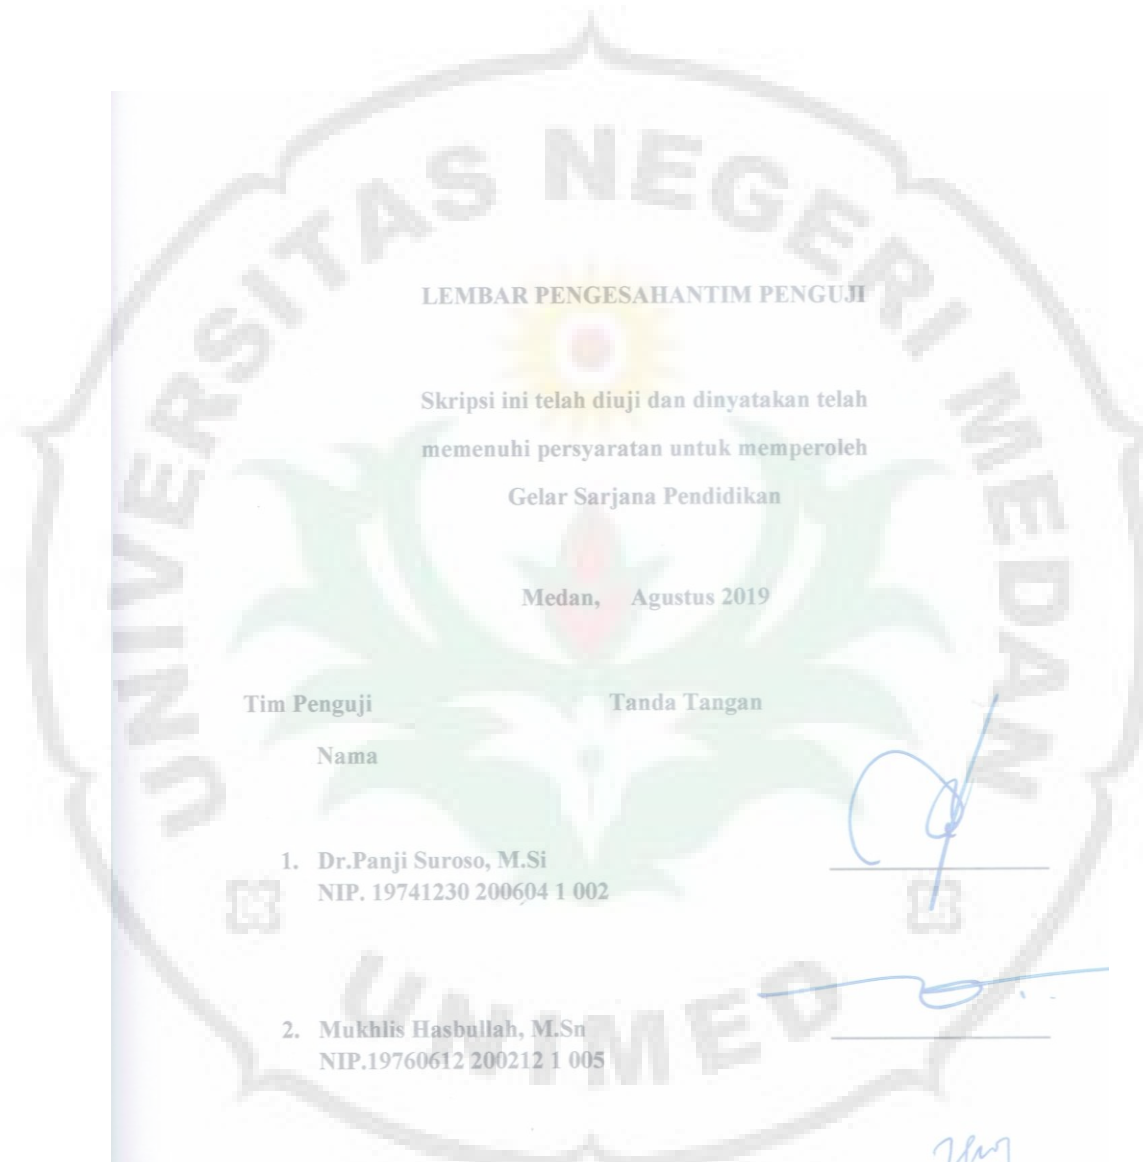 UNIVERSITAS NEGERI MEDAN
LEMBAR PENGESAHANTIM PENGUJI
Skripsi ini telah diuji dan dinyatakan telah
memenuhi persyaratan untuk memperoleh
Gelar Sarjana Pendidikan
Medan, Agustus 2019
Tim Penguji Tanda Tangan
Nama
1. Dr.Panji Suroso, M.Si
NIP. 19741230 200604 1 002
2. Mukhlis Hasbullah, M.Sn
NIP.19760612 200212 1 005
UNIMED